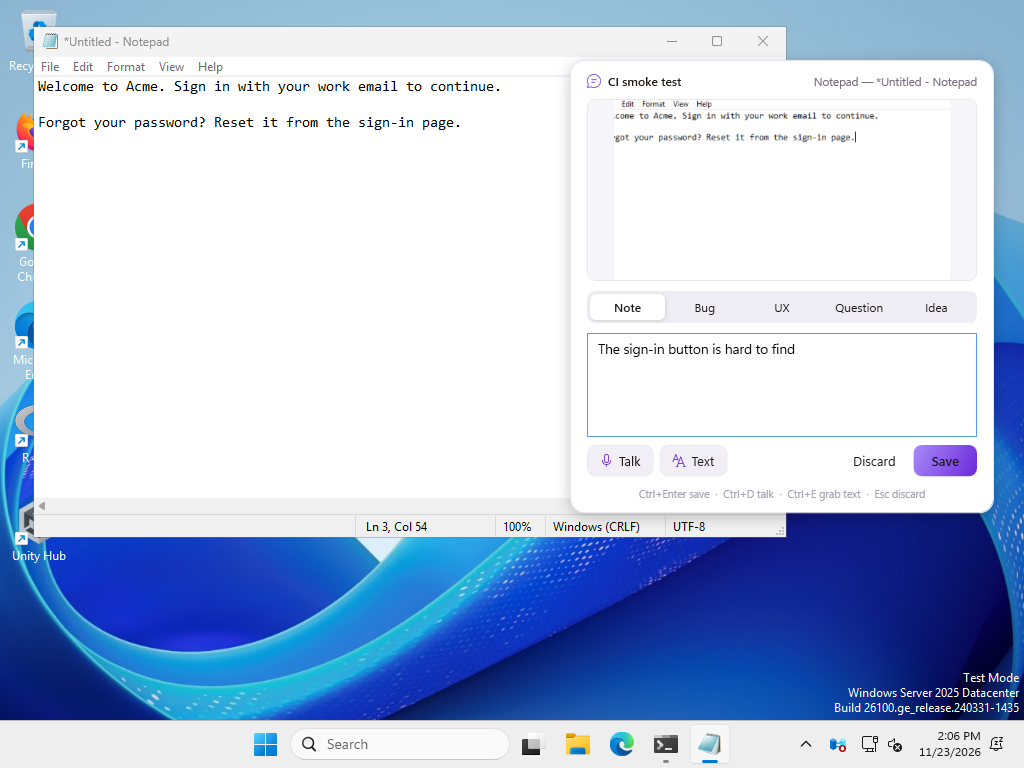 *Untitled - Notepad
File Edit Format View Help
Welcome to Acme. Sign in with your work email to continue.
Forgot your password? Reset it from the sign-in page.
Ln 3, Col 54
100%
Windows (CRLF)
UTF-8
CI smoke test
Notepad — *Untitled - Notepad
Edit Format View Help
come to Acme. Sign in with your work email to continue.
got your password? Reset it from the sign-in page.
Note Bug UX Question Idea
The sign-in button is hard to find
Talk Text Discard Save
Ctrl+Enter save · Ctrl+D talk · Ctrl+E grab text · Esc discard
Unity Hub
Test Mode
Windows Server 2025 Datacenter
Build 26100.ge_release.240331-1435
Search
2:06 PM
11/23/2026